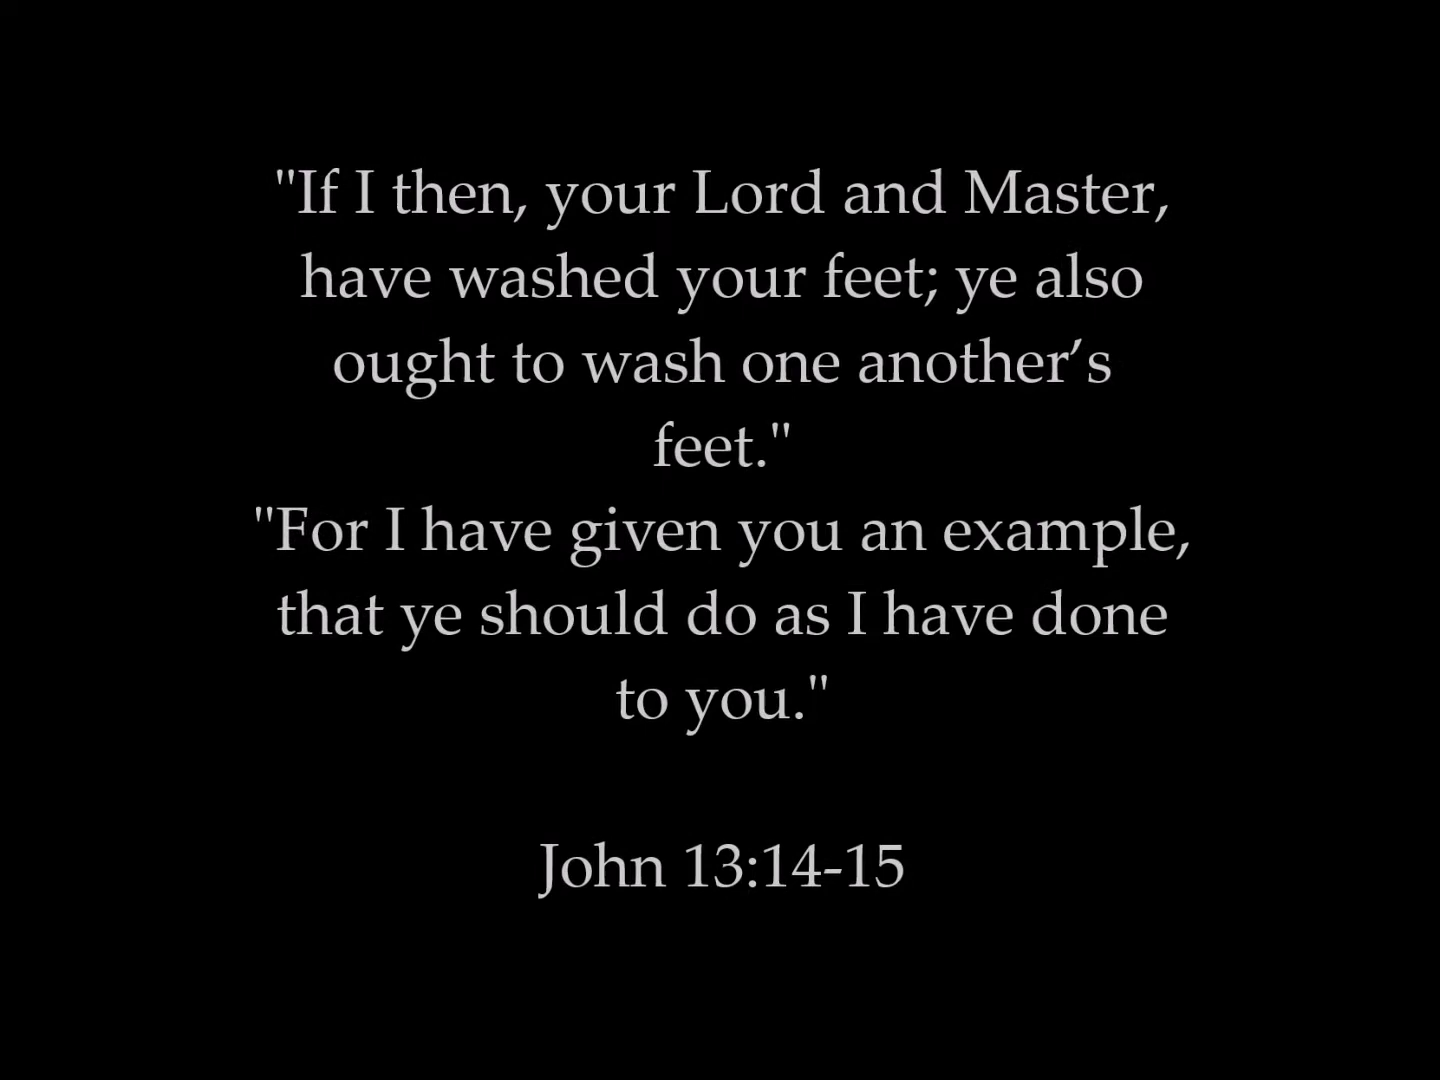 "If I then, your Lord and Master,
have washed your feet; ye also
ought to wash one another’s
feet."
"For I have given you an example,
that ye should do as I have done
to you."
John 13:14-15